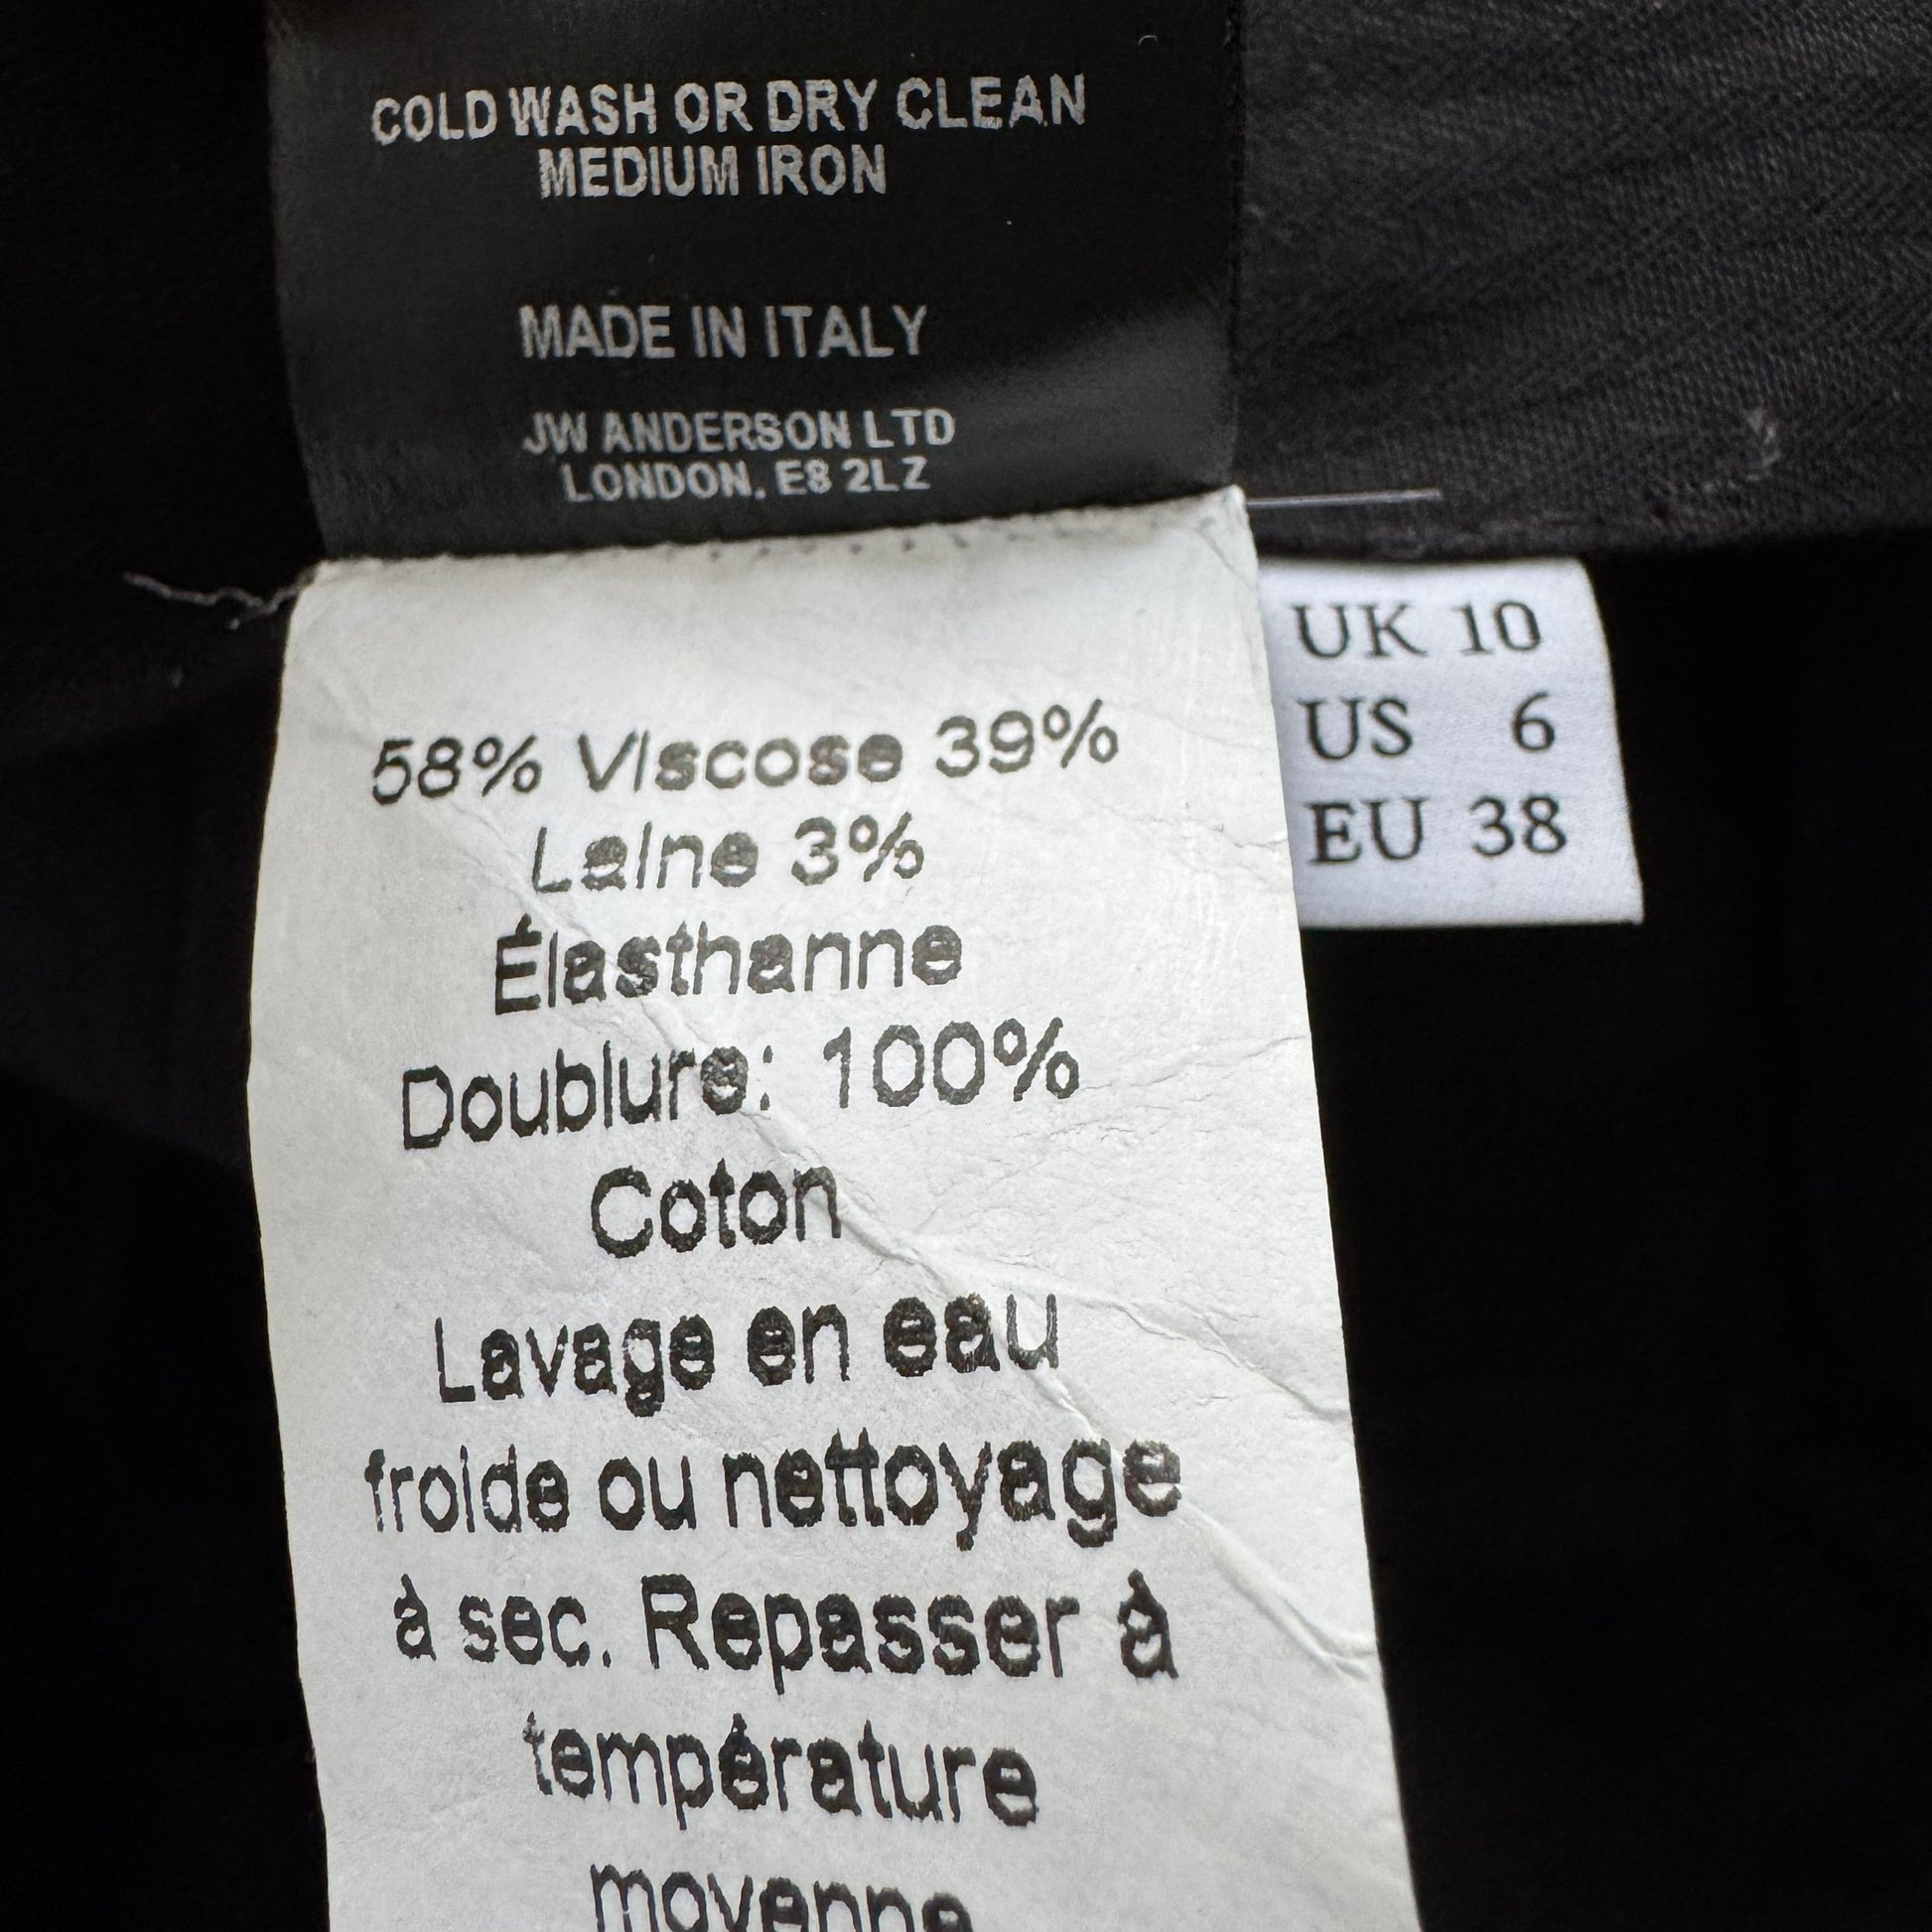 COLD WASH OR DRY CLEAN
MEDIUM IRON
MADE IN ITALY
JW ANDERSON LTD
LONDON, E8 2LZ
UK 10
US 6
EU 38
58% Viscose 39%
Laine 3%
Élasthanne
Doublure: 100%
Coton
Lavage en eau
froide ou nettoyage
à sec. Repasser à
température
moyenne